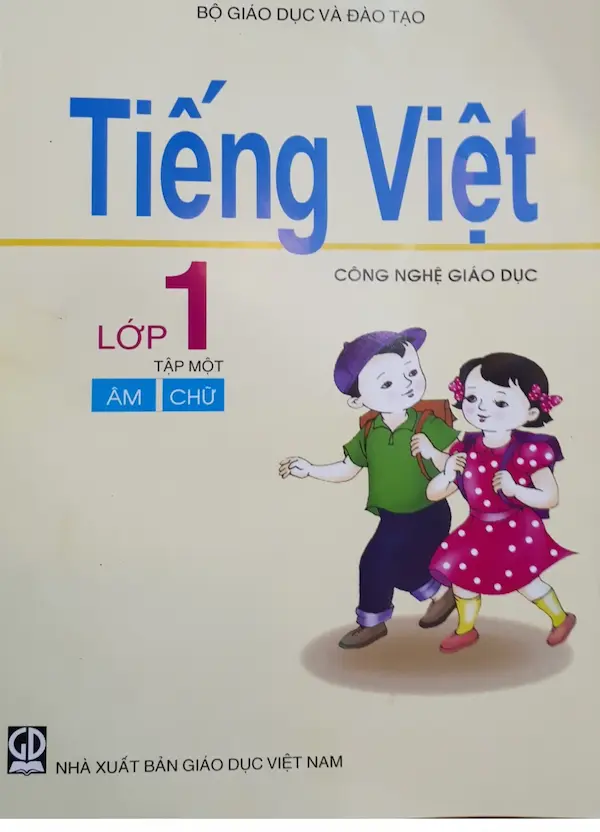 BỘ GIÁO DỤC VÀ ĐÀO TẠO
Tiếng Việt
CÔNG NGHỆ GIÁO DỤC
LỚP 1
TẬP MỘT
ÂM CHỮ
GD
NHÀ XUẤT BẢN GIÁO DỤC VIỆT NAM